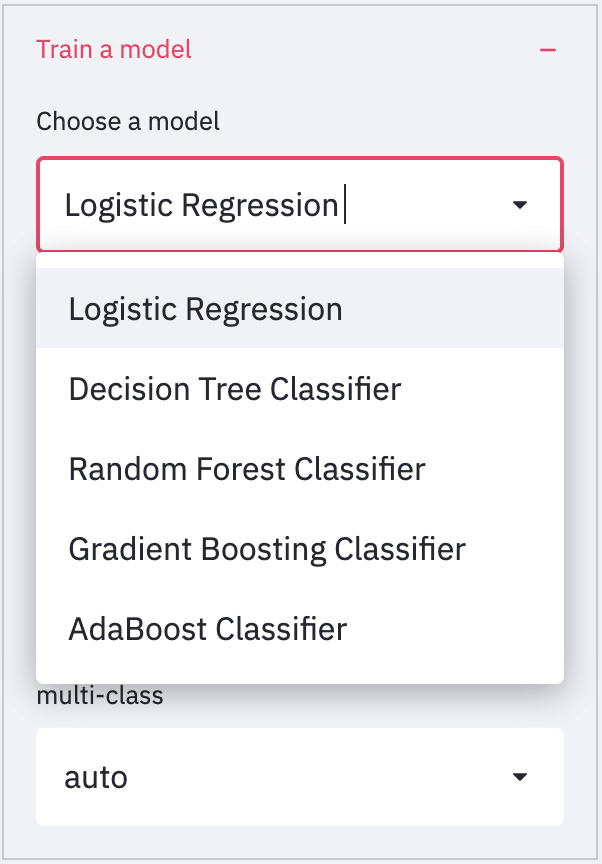 Train a model
Choose a model
Logistic Regression
Logistic Regression
Decision Tree Classifier
Random Forest Classifier
Gradient Boosting Classifier
AdaBoost Classifier
multi-class
auto